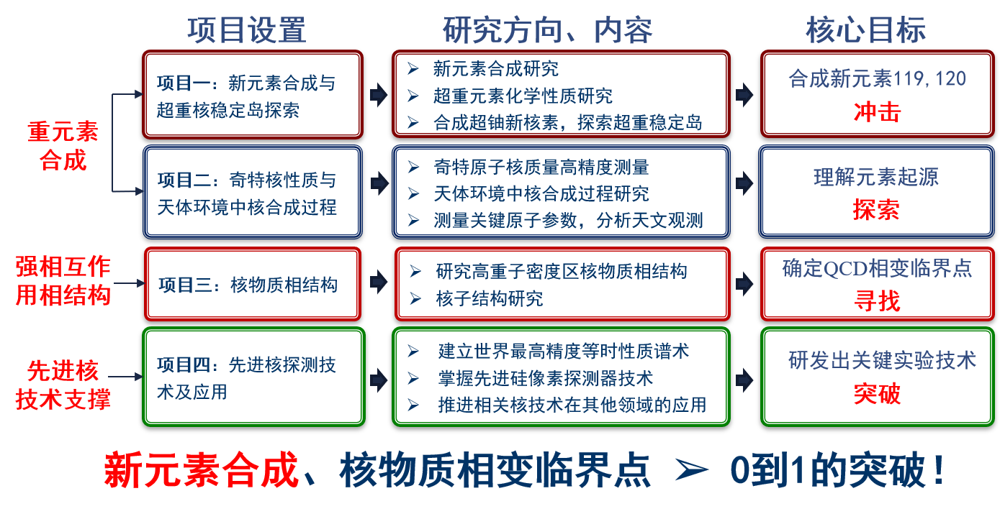 项目设置
研究方向、内容
核心目标
重元素
合成
项目一：新元素合成与
超重核稳定岛探索
➢ 新元素合成研究
➢ 超重元素化学性质研究
➢ 合成超铀新核素，探索超重稳定岛
合成新元素119,120
冲击
项目二：奇特核性质与
天体环境中核合成过程
➢ 奇特原子核质量高精度测量
➢ 天体环境中核合成过程研究
➢ 测量关键原子参数，分析天文观测
理解元素起源
探索
强相互作
用相结构
项目三：核物质相结构
➢ 研究高重子密度区核物质相结构
➢ 核子结构研究
确定QCD相变临界点
寻找
先进核
技术支撑
项目四：先进核探测技
术及应用
➢ 建立世界最高精度等时性质谱术
➢ 掌握先进硅像素探测器技术
➢ 推进相关核技术在其他领域的应用
研发出关键实验技术
突破
新元素合成、核物质相变临界点 ➢ 0到1的突破！